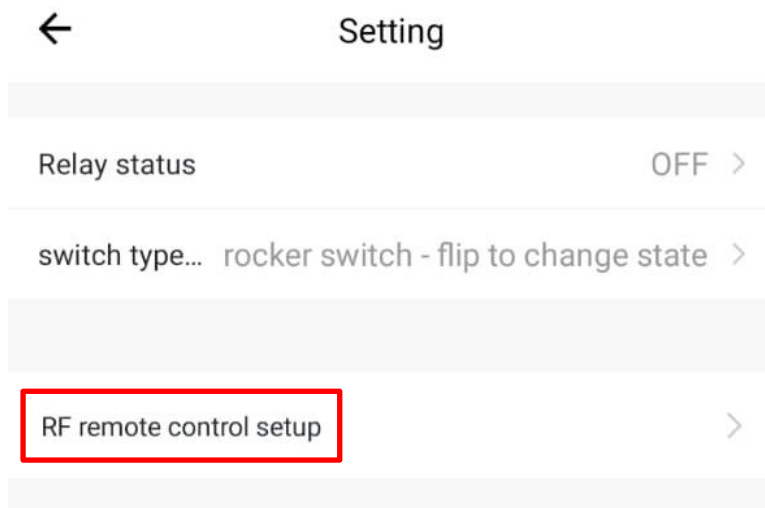 Setting
Relay status OFF
switch type... rocker switch - flip to change state
RF remote control setup